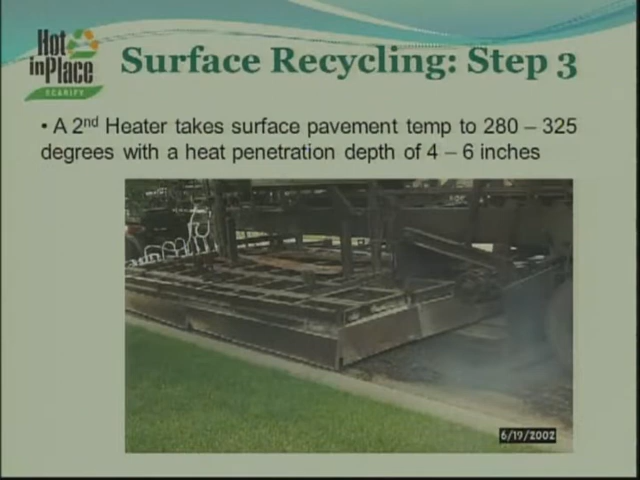 Hot
in Place
SCARIFY
Surface Recycling: Step 3
• A 2nd Heater takes surface pavement temp to 280 – 325
degrees with a heat penetration depth of 4 – 6 inches
6/19/2002